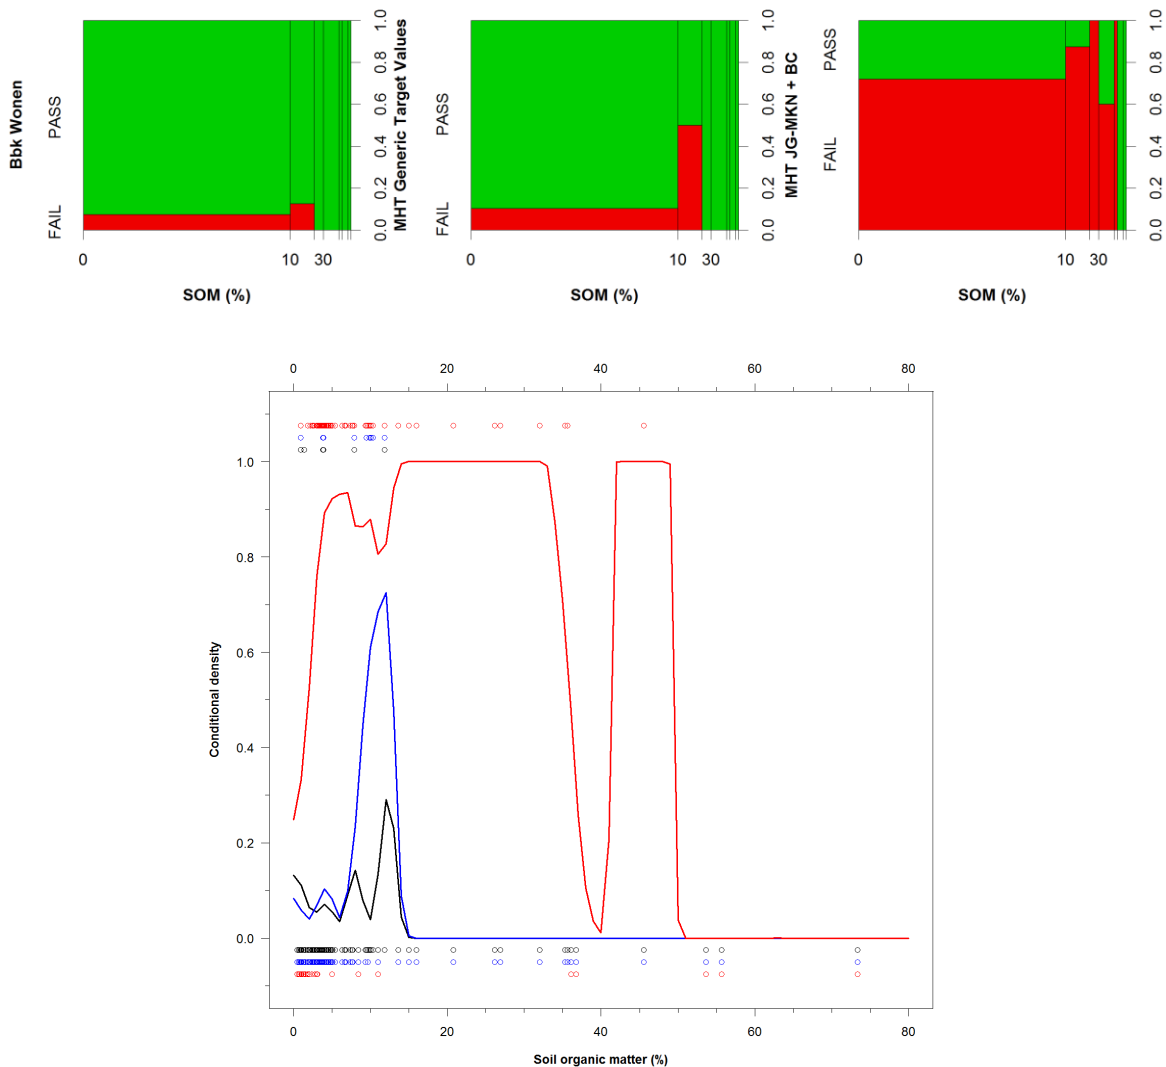 Bbk Wonen
FAIL PASS
0.0 0.2 0.4 0.6 0.8 1.0
0 10 30
SOM (%)
MHT Generic Target Values
FAIL PASS
0.0 0.2 0.4 0.6 0.8 1.0
0 10 30
SOM (%)
MHT JG-MKN + BC
FAIL PASS
0.0 0.2 0.4 0.6 0.8 1.0
0 10 30
SOM (%)
0 20 40 60 80
Conditional density
1.0
0.8
0.6
0.4
0.2
0.0
0 20 40 60 80
Soil organic matter (%)